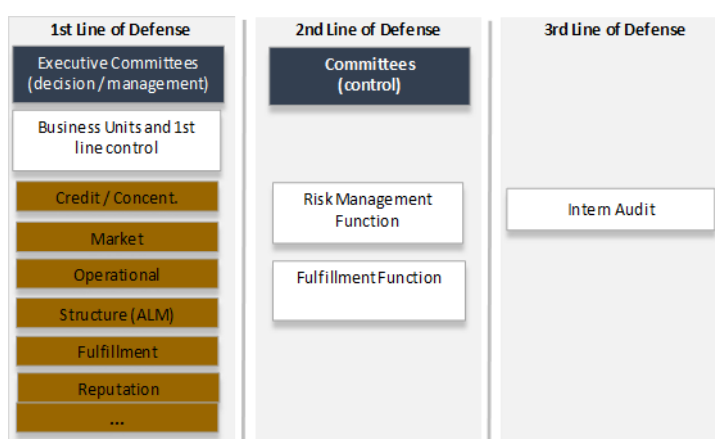 1st Line of Defense
Executive Committees
(decision / management)
Business Units and 1st
line control
Credit / Concent.
Market
Operational
Structure (ALM)
Fulfillment
Reputation
...
2nd Line of Defense
Committees
(control)
Risk Management
Function
Fulfillment Function
3rd Line of Defense
Intern Audit